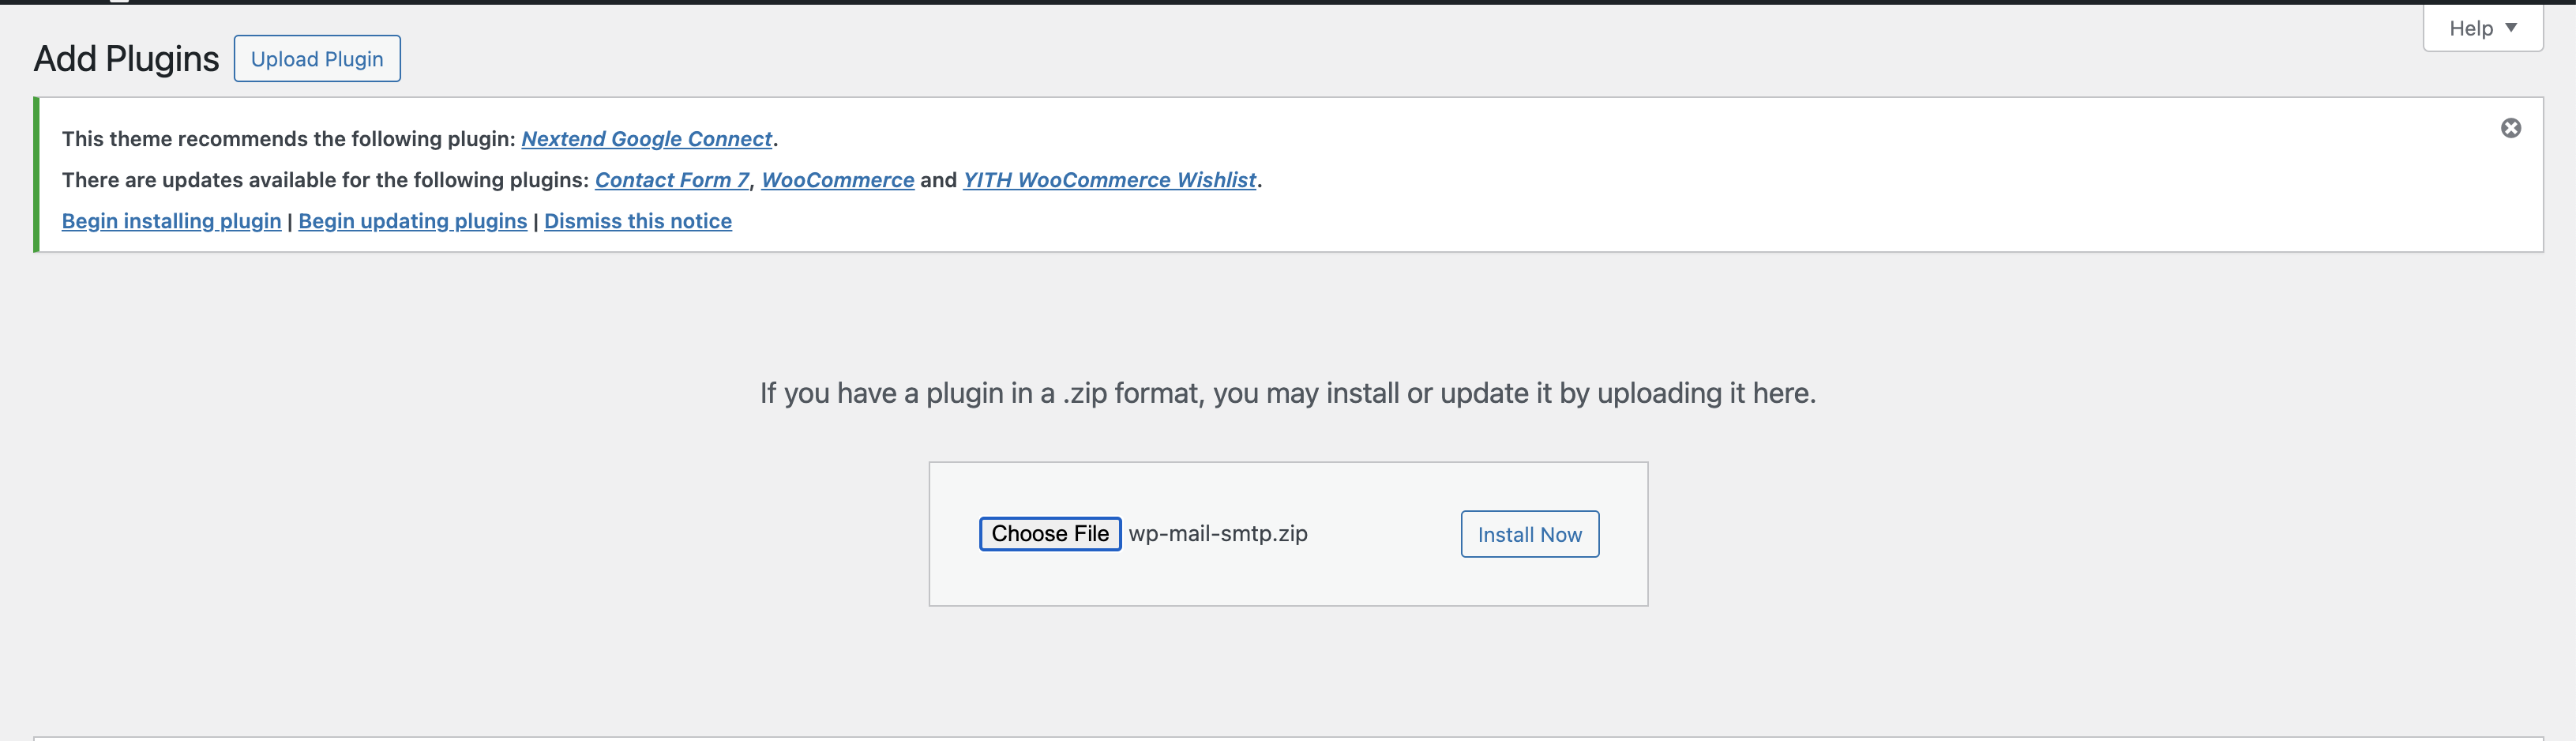 Help ▼
Add Plugins Upload Plugin
This theme recommends the following plugin: Nextend Google Connect.
There are updates available for the following plugins: Contact Form 7, WooCommerce and YITH WooCommerce Wishlist.
Begin installing plugin | Begin updating plugins | Dismiss this notice
If you have a plugin in a .zip format, you may install or update it by uploading it here.
Choose File wp-mail-smtp.zip Install Now